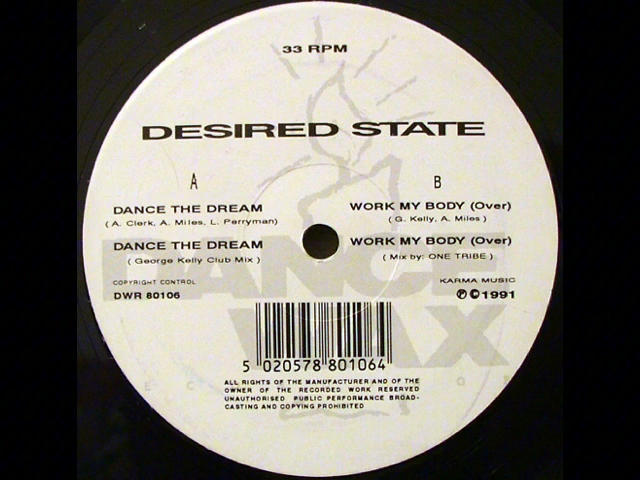 33 RPM
DESIRED STATE
A
DANCE THE DREAM
( A. Clerk, A. Miles, L. Perryman)
DANCE THE DREAM
( George Kelly Club Mix )
COPYRIGHT CONTROL
DWR 80106
B
WORK MY BODY (Over)
( G. Kelly, A. Miles )
WORK MY BODY (Over)
( Mix by: ONE TRIBE )
KARMA MUSIC
℗ © 1991
DANCE
WAX
5 020578 801064
ALL RIGHTS OF THE MANUFACTURER AND OF THE
OWNER OF THE RECORDED WORK RESERVED
UNAUTHORISED PUBLIC PERFORMANCE BROAD-
CASTING AND COPYING PROHIBITED